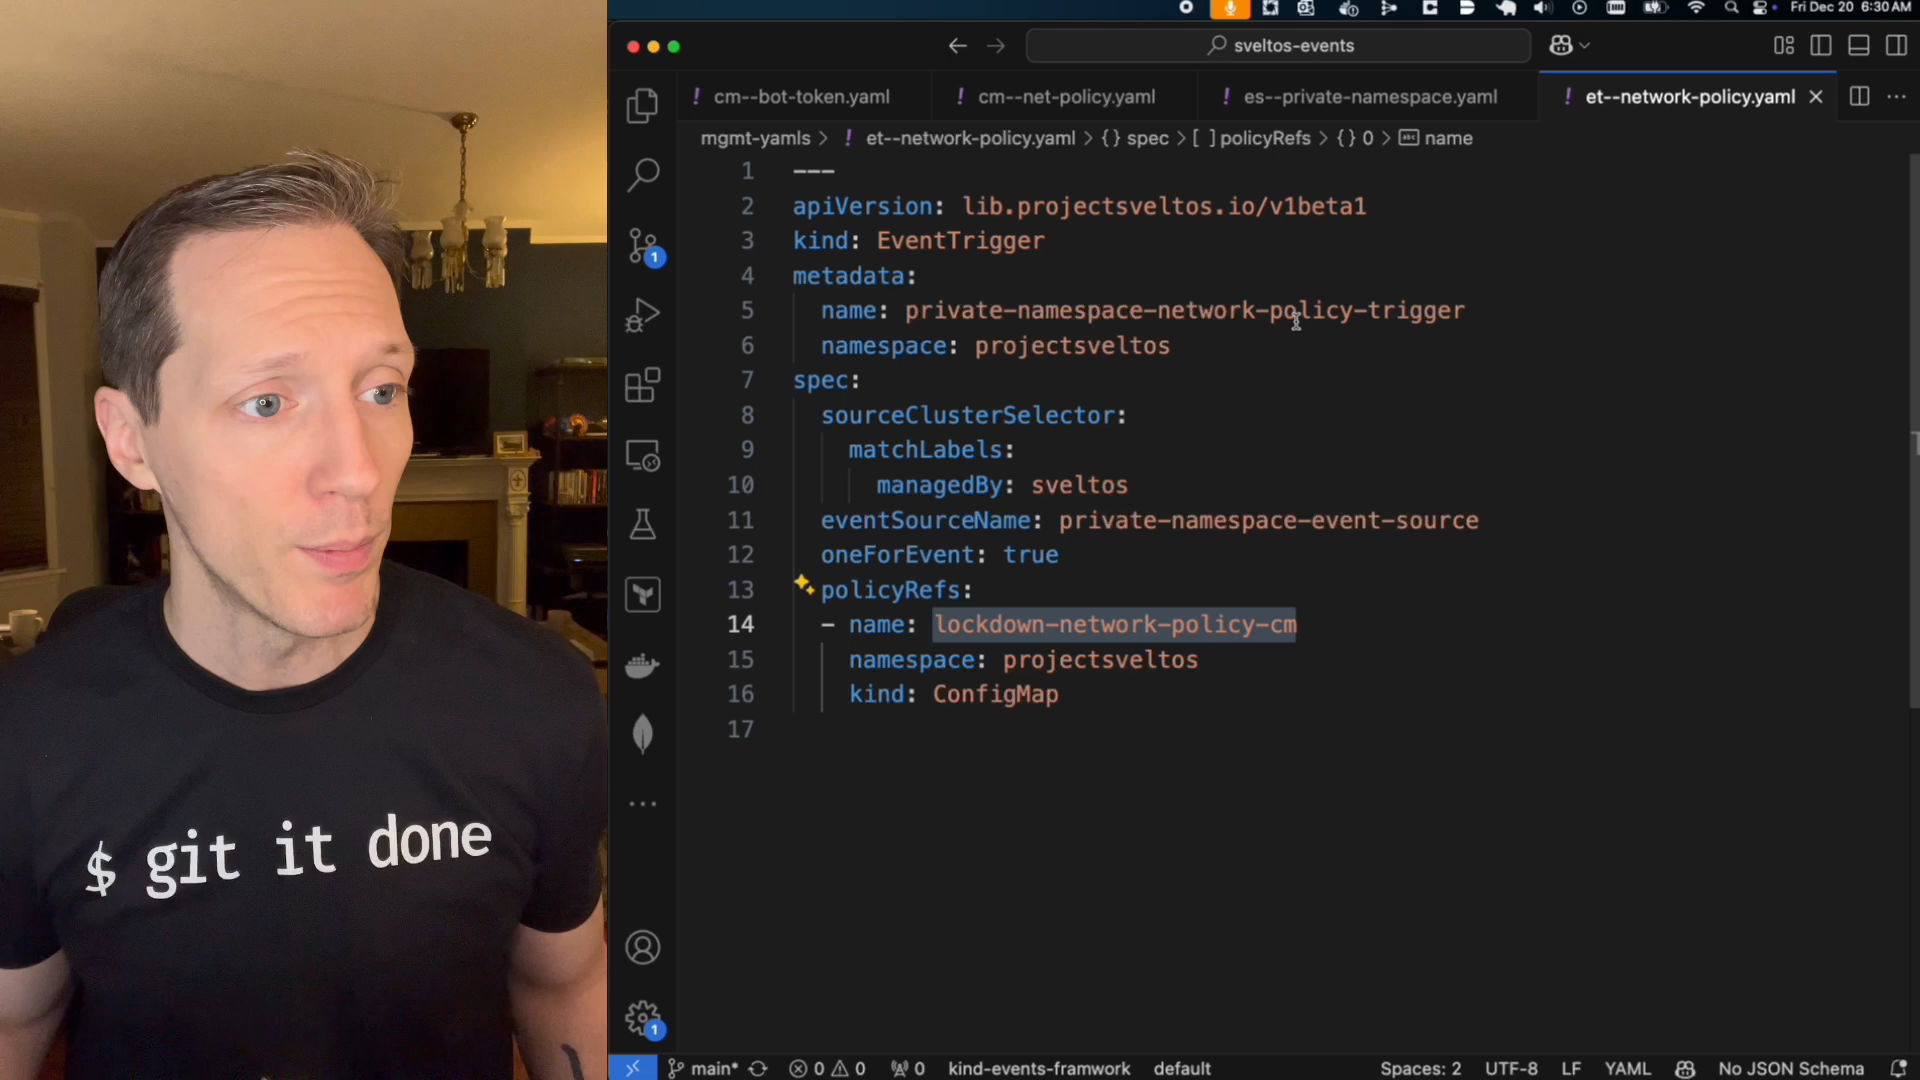 Fri Dec 20 6:30 AM
sveltos-events
cm--bot-token.yaml
cm--net-policy.yaml
es--private-namespace.yaml
et--network-policy.yaml
mgmt-yamls > ! et--network-policy.yaml > {} spec > [ ] policyRefs > {} 0 > abc name
1 ---
2 apiVersion: lib.projectsveltos.io/v1beta1
3 kind: EventTrigger
4 metadata:
5 name: private-namespace-network-policy-trigger
6 namespace: projectsveltos
7 spec:
8 sourceClusterSelector:
9 matchLabels:
10 managedBy: sveltos
11 eventSourceName: private-namespace-event-source
12 oneForEvent: true
13 policyRefs:
14 - name: lockdown-network-policy-cm
15 namespace: projectsveltos
16 kind: ConfigMap
17
1
1
$ git it done
main* 0 0 0 kind-events-framwork default Spaces: 2 UTF-8 LF YAML No JSON Schema